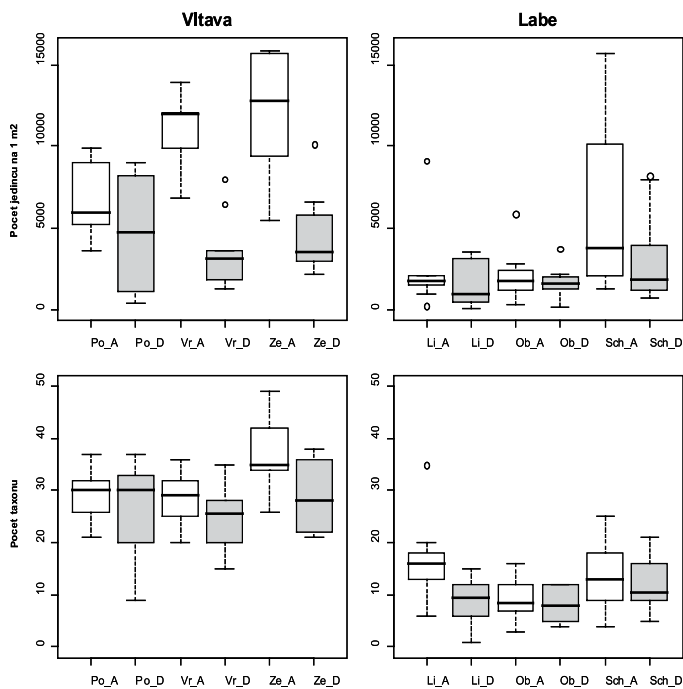 Vltava
Labe
Pocet jedincu na 1 m2
15000
10000
5000
0
Po_A Po_D Vr_A Vr_D Ze_A Ze_D
15000
10000
5000
0
Li_A Li_D Ob_A Ob_D Sch_A Sch_D
Pocet taxonu
50
40
30
20
10
0
Po_A Po_D Vr_A Vr_D Ze_A Ze_D
50
40
30
20
10
0
Li_A Li_D Ob_A Ob_D Sch_A Sch_D